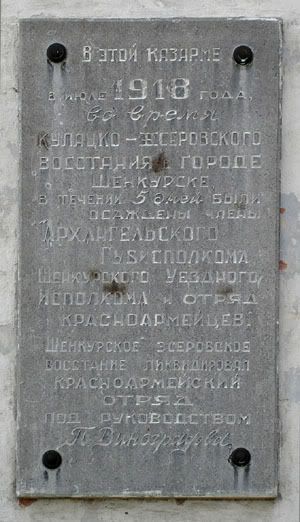 В ЭТОЙ КАЗАРМЕ
В ИЮЛЕ 1918 ГОДА,
во время
КУЛАЦКО-ЭСЕРОВСКОГО
ВОССТАНИЯ В ГОРОДЕ
ШЕНКУРСКЕ,
В ТЕЧЕНИИ 5 дней БЫЛИ
ОСАЖДЕНЫ ЧЛЕНЫ
АРХАНГЕЛЬСКОГО
ГУБИСПОЛКОМА,
ШЕНКУРСКОГО УЕЗДНОГО
ИСПОЛКОМА И ОТРЯД
КРАСНОАРМЕЙЦЕВ.
ШЕНКУРСКОЕ ЭСЕРОВСКОЕ
ВОССТАНИЕ ЛИКВИДИРОВАЛ
КРАСНОАРМЕЙСКИЙ
ОТРЯД
ПОД РУКОВОДСТВОМ
П. Виноградова